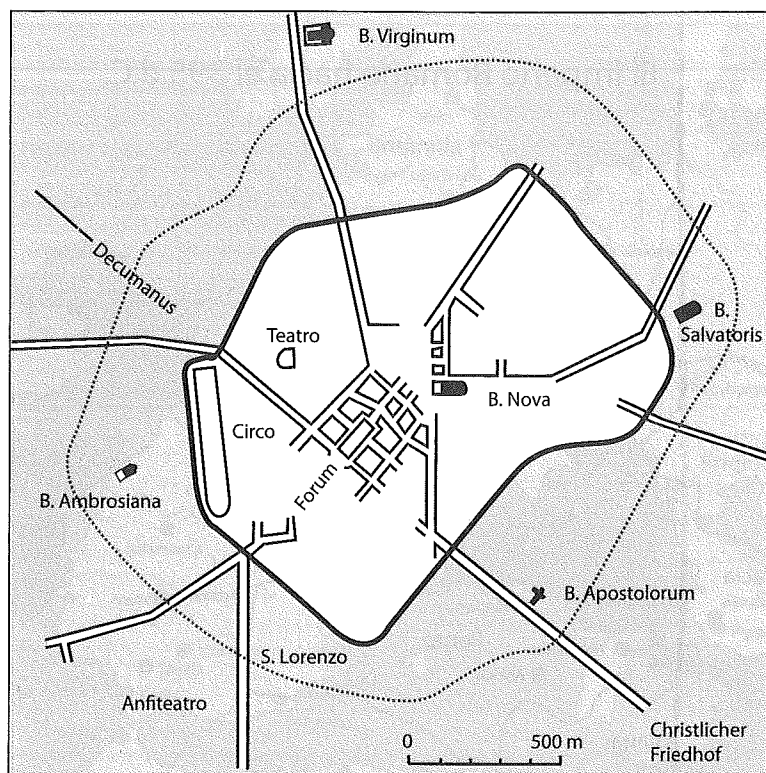 B. Virginum
Decumanus
Teatro
B.
Salvatoris
B. Nova
Circo
Forum
B. Ambrosiana
B. Apostolorum
S. Lorenzo
Anfiteatro
Christlicher
Friedhof
0 500 m